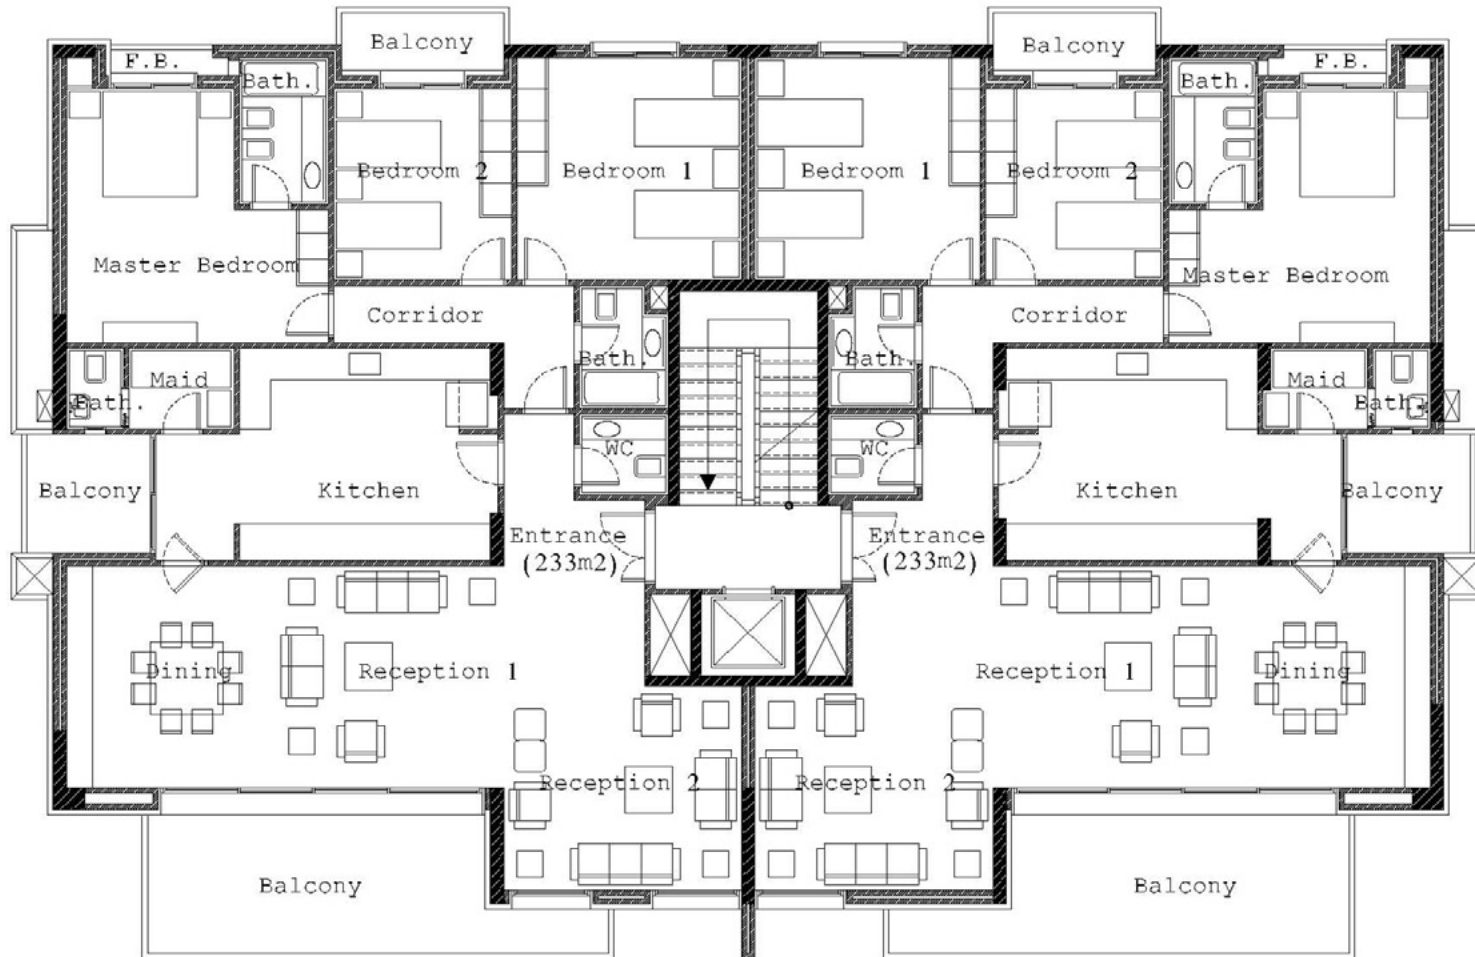 Balcony
Balcony
F.B.
F.B.
Bath.
Bath.
Bedroom 2
Bedroom 1
Bedroom 1
Bedroom 2
Master Bedroom
Master Bedroom
Corridor
Corridor
Bath.
Bath.
Maid
Maid
Bath.
Bath.
WC
WC
Balcony
Kitchen
Kitchen
Balcony
Entrance
(233m2)
Entrance
(233m2)
Dining
Reception 1
Reception 1
Dining
Reception 2
Reception 2
Balcony
Balcony